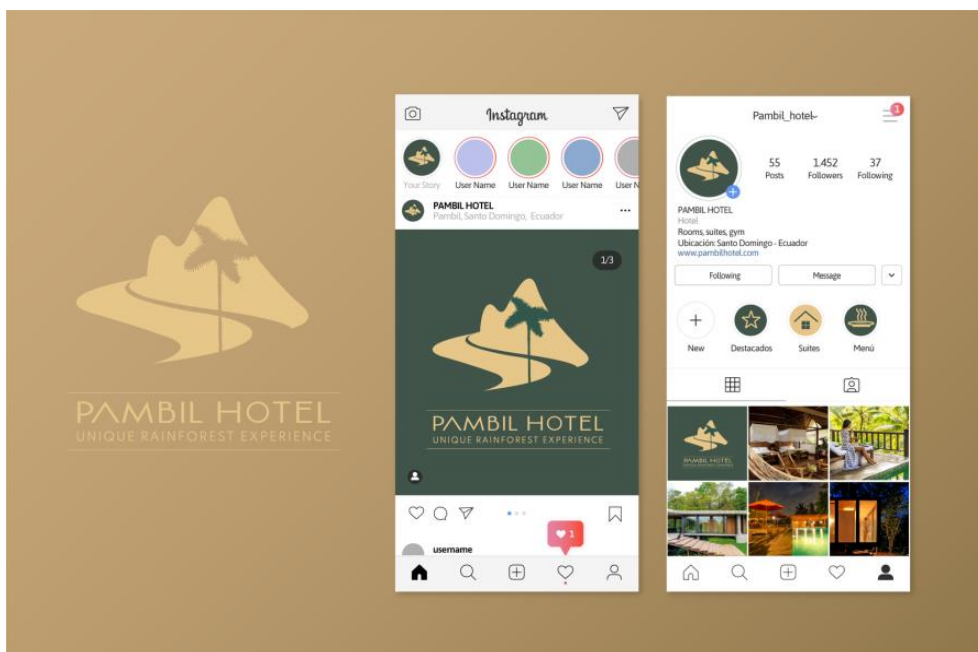 PAMBIL HOTEL
UNIQUE RAINFOREST EXPERIENCE
Instagram
Your Story
User Name
User Name
User Name
User N
PAMBIL HOTEL
Pambil, Santo Domingo, Ecuador
1/3
PAMBIL HOTEL
UNIQUE RAINFOREST EXPERIENCE
1
username
Pambil_hotel
1
55
1.452
37
Posts
Followers
Following
PAMBIL HOTEL
Hotel
Rooms, suites, gym
Ubicación: Santo Domingo - Ecuador
www.pambilhotel.com
Following
Message
New
Destacados
Suites
Menú
PAMBIL HOTEL